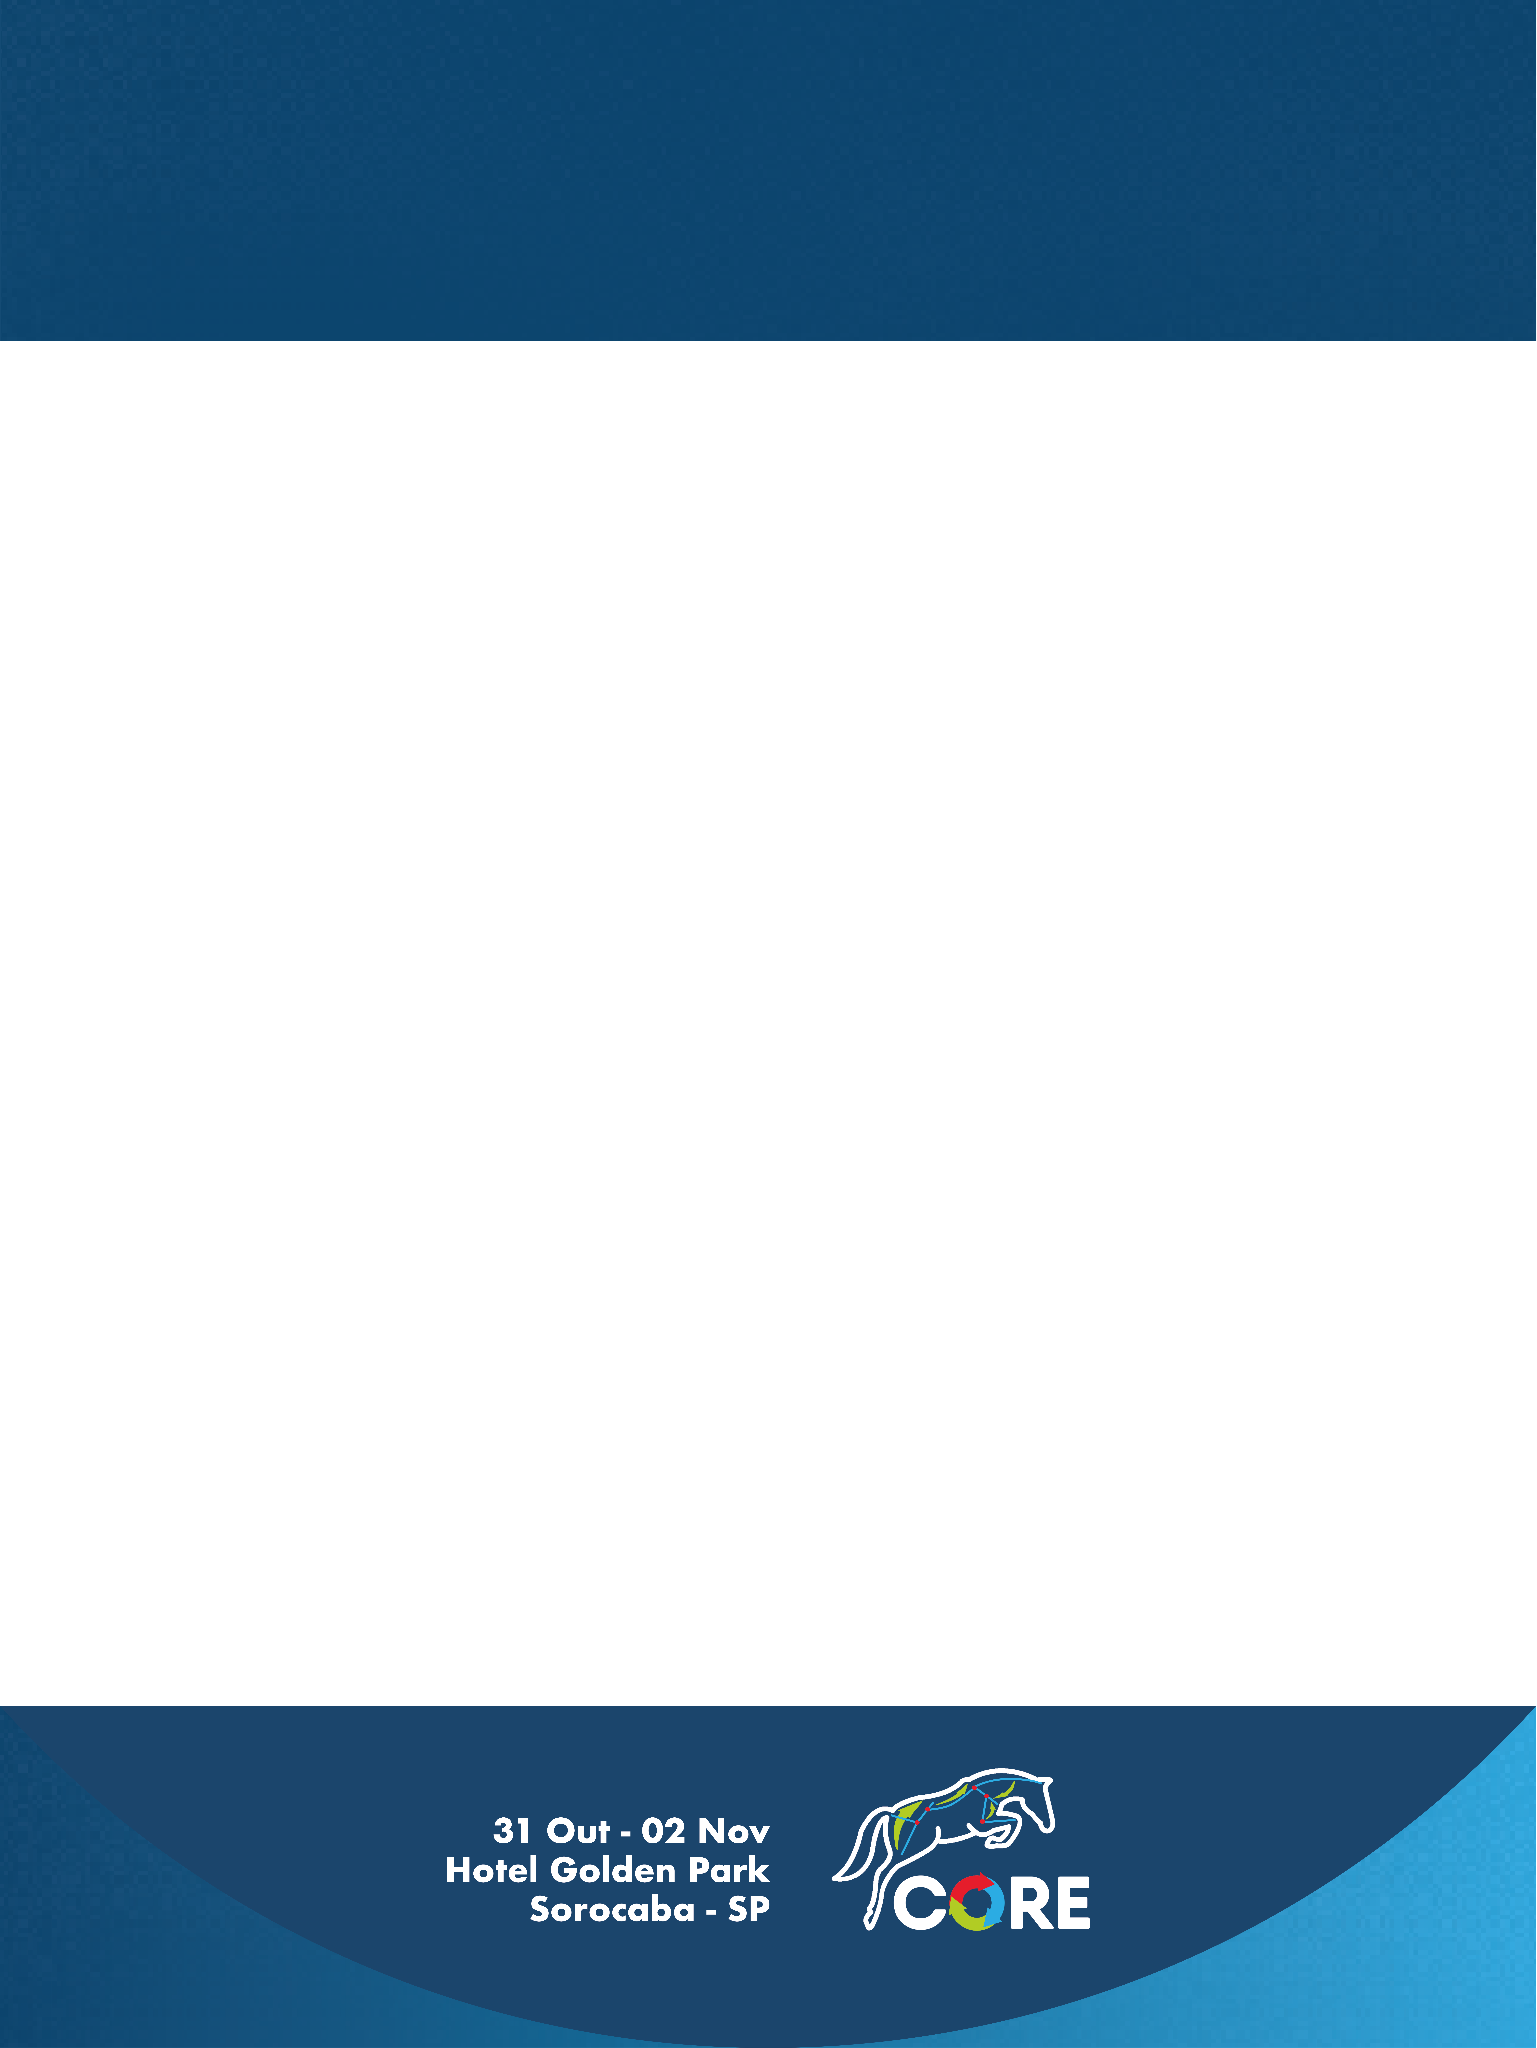 31 Out - 02 Nov
Hotel Golden Park
Sorocaba - SP
CORE